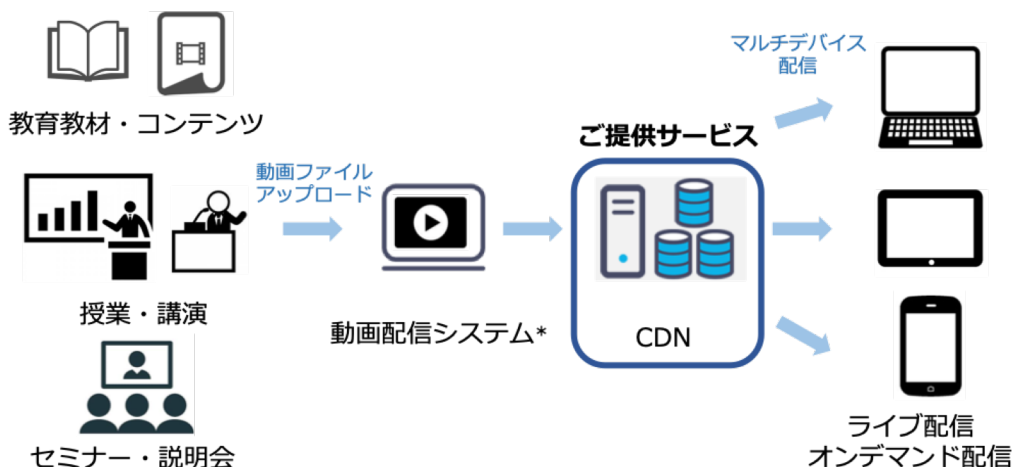 教育教材・コンテンツ
動画ファイル
アップロード
授業・講演
セミナー・説明会
動画配信システム*
ご提供サービス
CDN
マルチデバイス
配信
ライブ配信
オンデマンド配信